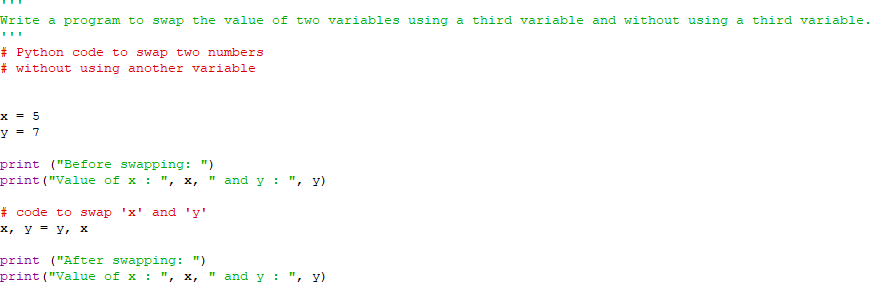 '''
Write a program to swap the value of two variables using a third variable and without using a third variable.
'''
# Python code to swap two numbers
# without using another variable
x = 5
y = 7
print ("Before swapping: ")
print("Value of x : ", x, " and y : ", y)
# code to swap 'x' and 'y'
x, y = y, x
print ("After swapping: ")
print("Value of x : ", x, " and y : ", y)